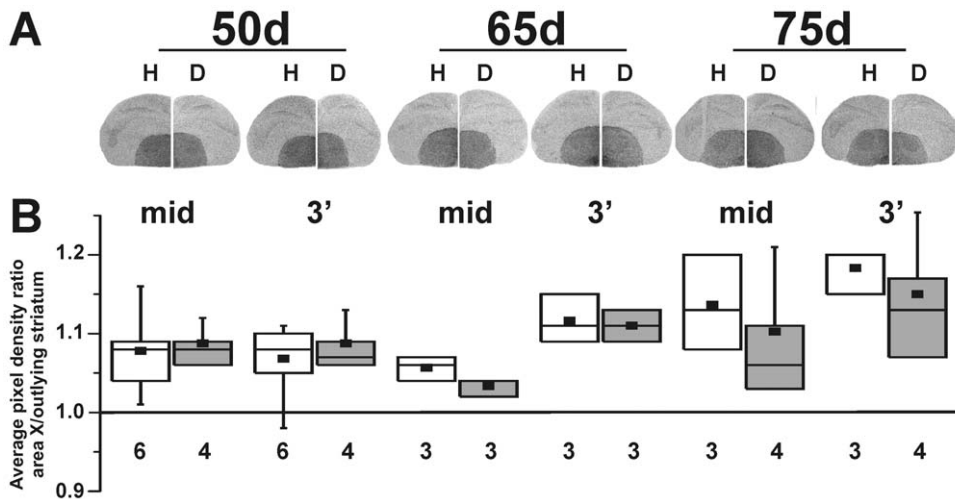 A 50d 65d 75d
H D H D H D H D H D H D
B mid 3' mid 3' mid 3'
Average pixel density ratio
area X/outlying striatum
1.2
1.1
1.0
6 4 6 4 3 3 3 3 3 4 3 4
0.9